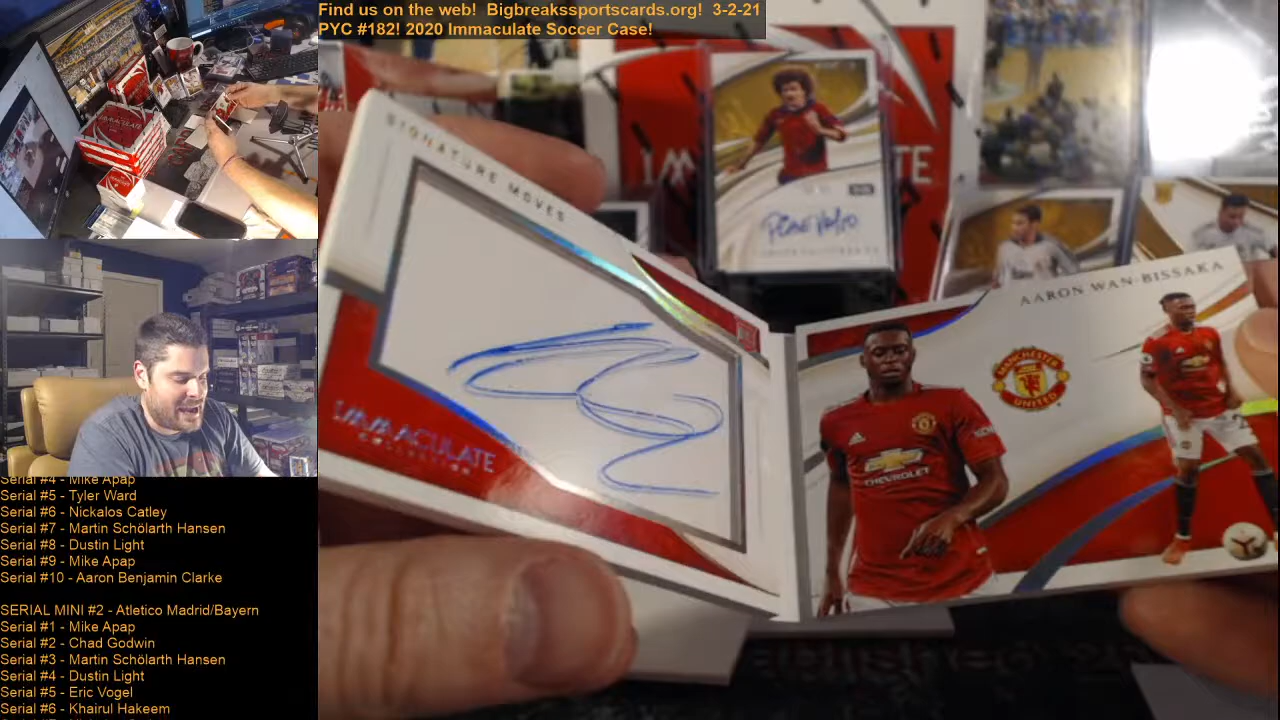 Find us on the web!  Bigbreakssportscards.org!  3-2-21
PYC #182! 2020 Immaculate Soccer Case!
SIGNATURE MOVES
IMMACULATE
COLLECTION
AARON WAN-BISSAKA
MANCHESTER
UNITED
CHEVROLET
IMMACULATE
Serial #4 - Mike Apap
Serial #5 - Tyler Ward
Serial #6 - Nickalos Catley
Serial #7 - Martin Schölarth Hansen
Serial #8 - Dustin Light
Serial #9 - Mike Apap
Serial #10 - Aaron Benjamin Clarke
SERIAL MINI #2 - Atletico Madrid/Bayern
Serial #1 - Mike Apap
Serial #2 - Chad Godwin
Serial #3 - Martin Schölarth Hansen
Serial #4 - Dustin Light
Serial #5 - Eric Vogel
Serial #6 - Khairul Hakeem